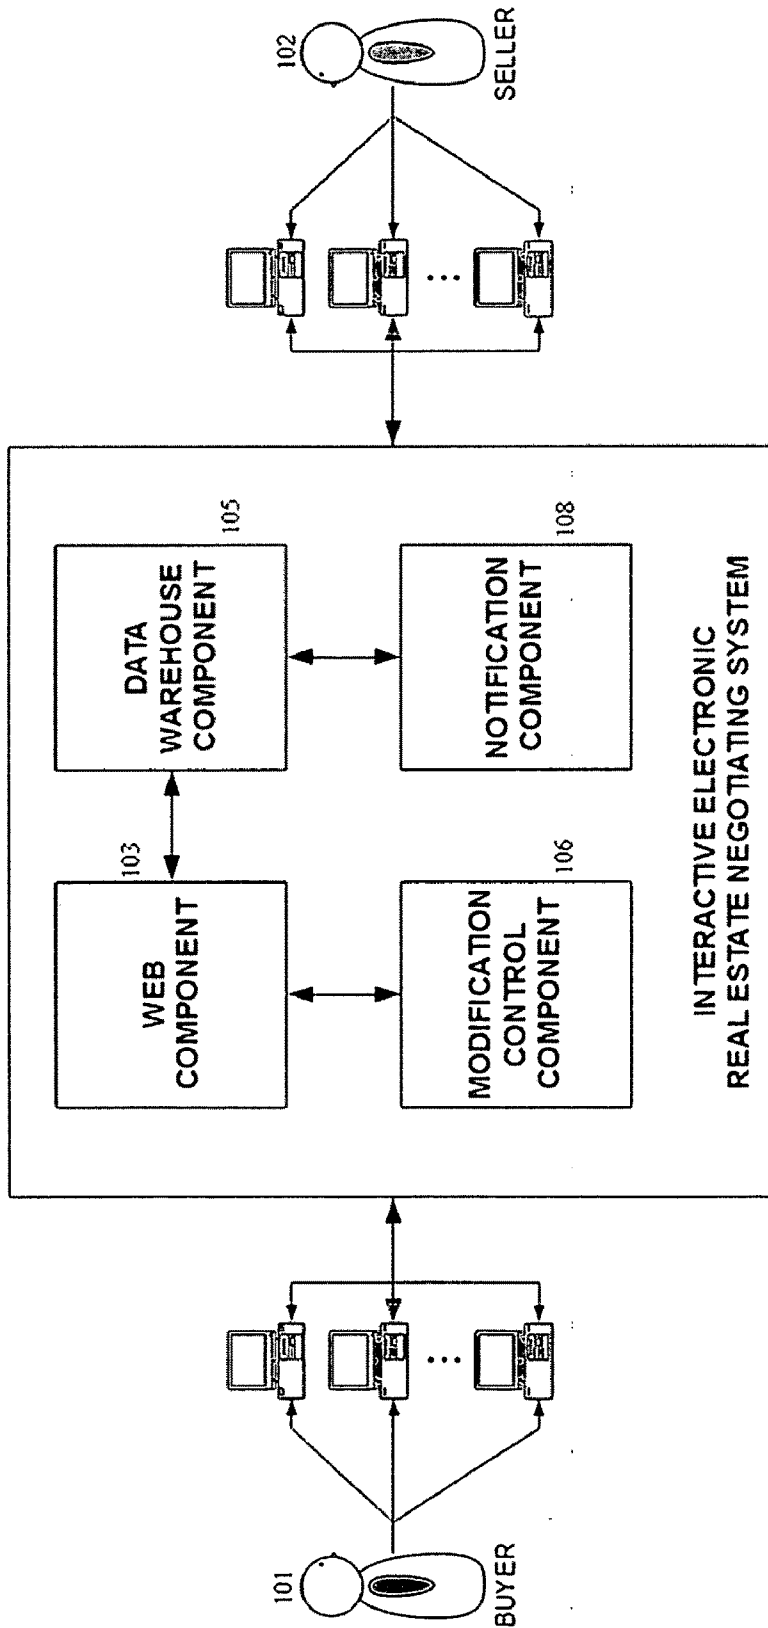 101
BUYER
WEB
COMPONENT
103
DATA
WAREHOUSE
COMPONENT
105
MODIFICATION
CONTROL
COMPONENT
106
NOTIFICATION
COMPONENT
108
INTERACTIVE ELECTRONIC
REAL ESTATE NEGOTIATING SYSTEM
102
SELLER